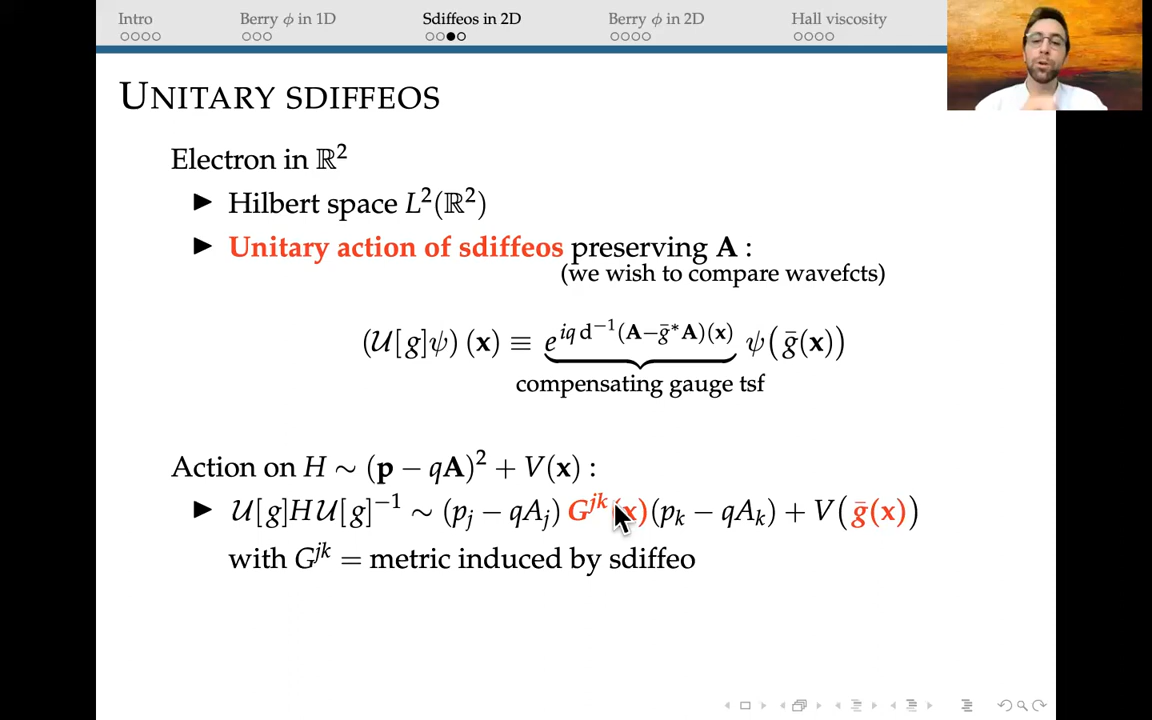 Intro Berry ϕ in 1D Sdiffeos in 2D Berry ϕ in 2D Hall viscosity
UNITARY SDIFFEOS
Electron in ℝ²
▶ Hilbert space L²(ℝ²)
▶ Unitary action of sdiffeos preserving A :
(we wish to compare wavefcts)
(𝒰[g]ψ) (x) ≡ e^{iq d⁻¹(A−ḡ*A)(x)} ψ(ḡ(x))
compensating gauge tsf
Action on H ∼ (p − qA)² + V(x) :
▶ 𝒰[g]H𝒰[g]⁻¹ ∼ (pⱼ − qAⱼ) Gʲᵏ(x)(pₖ − qAₖ) + V(ḡ(x))
with Gʲᵏ = metric induced by sdiffeo